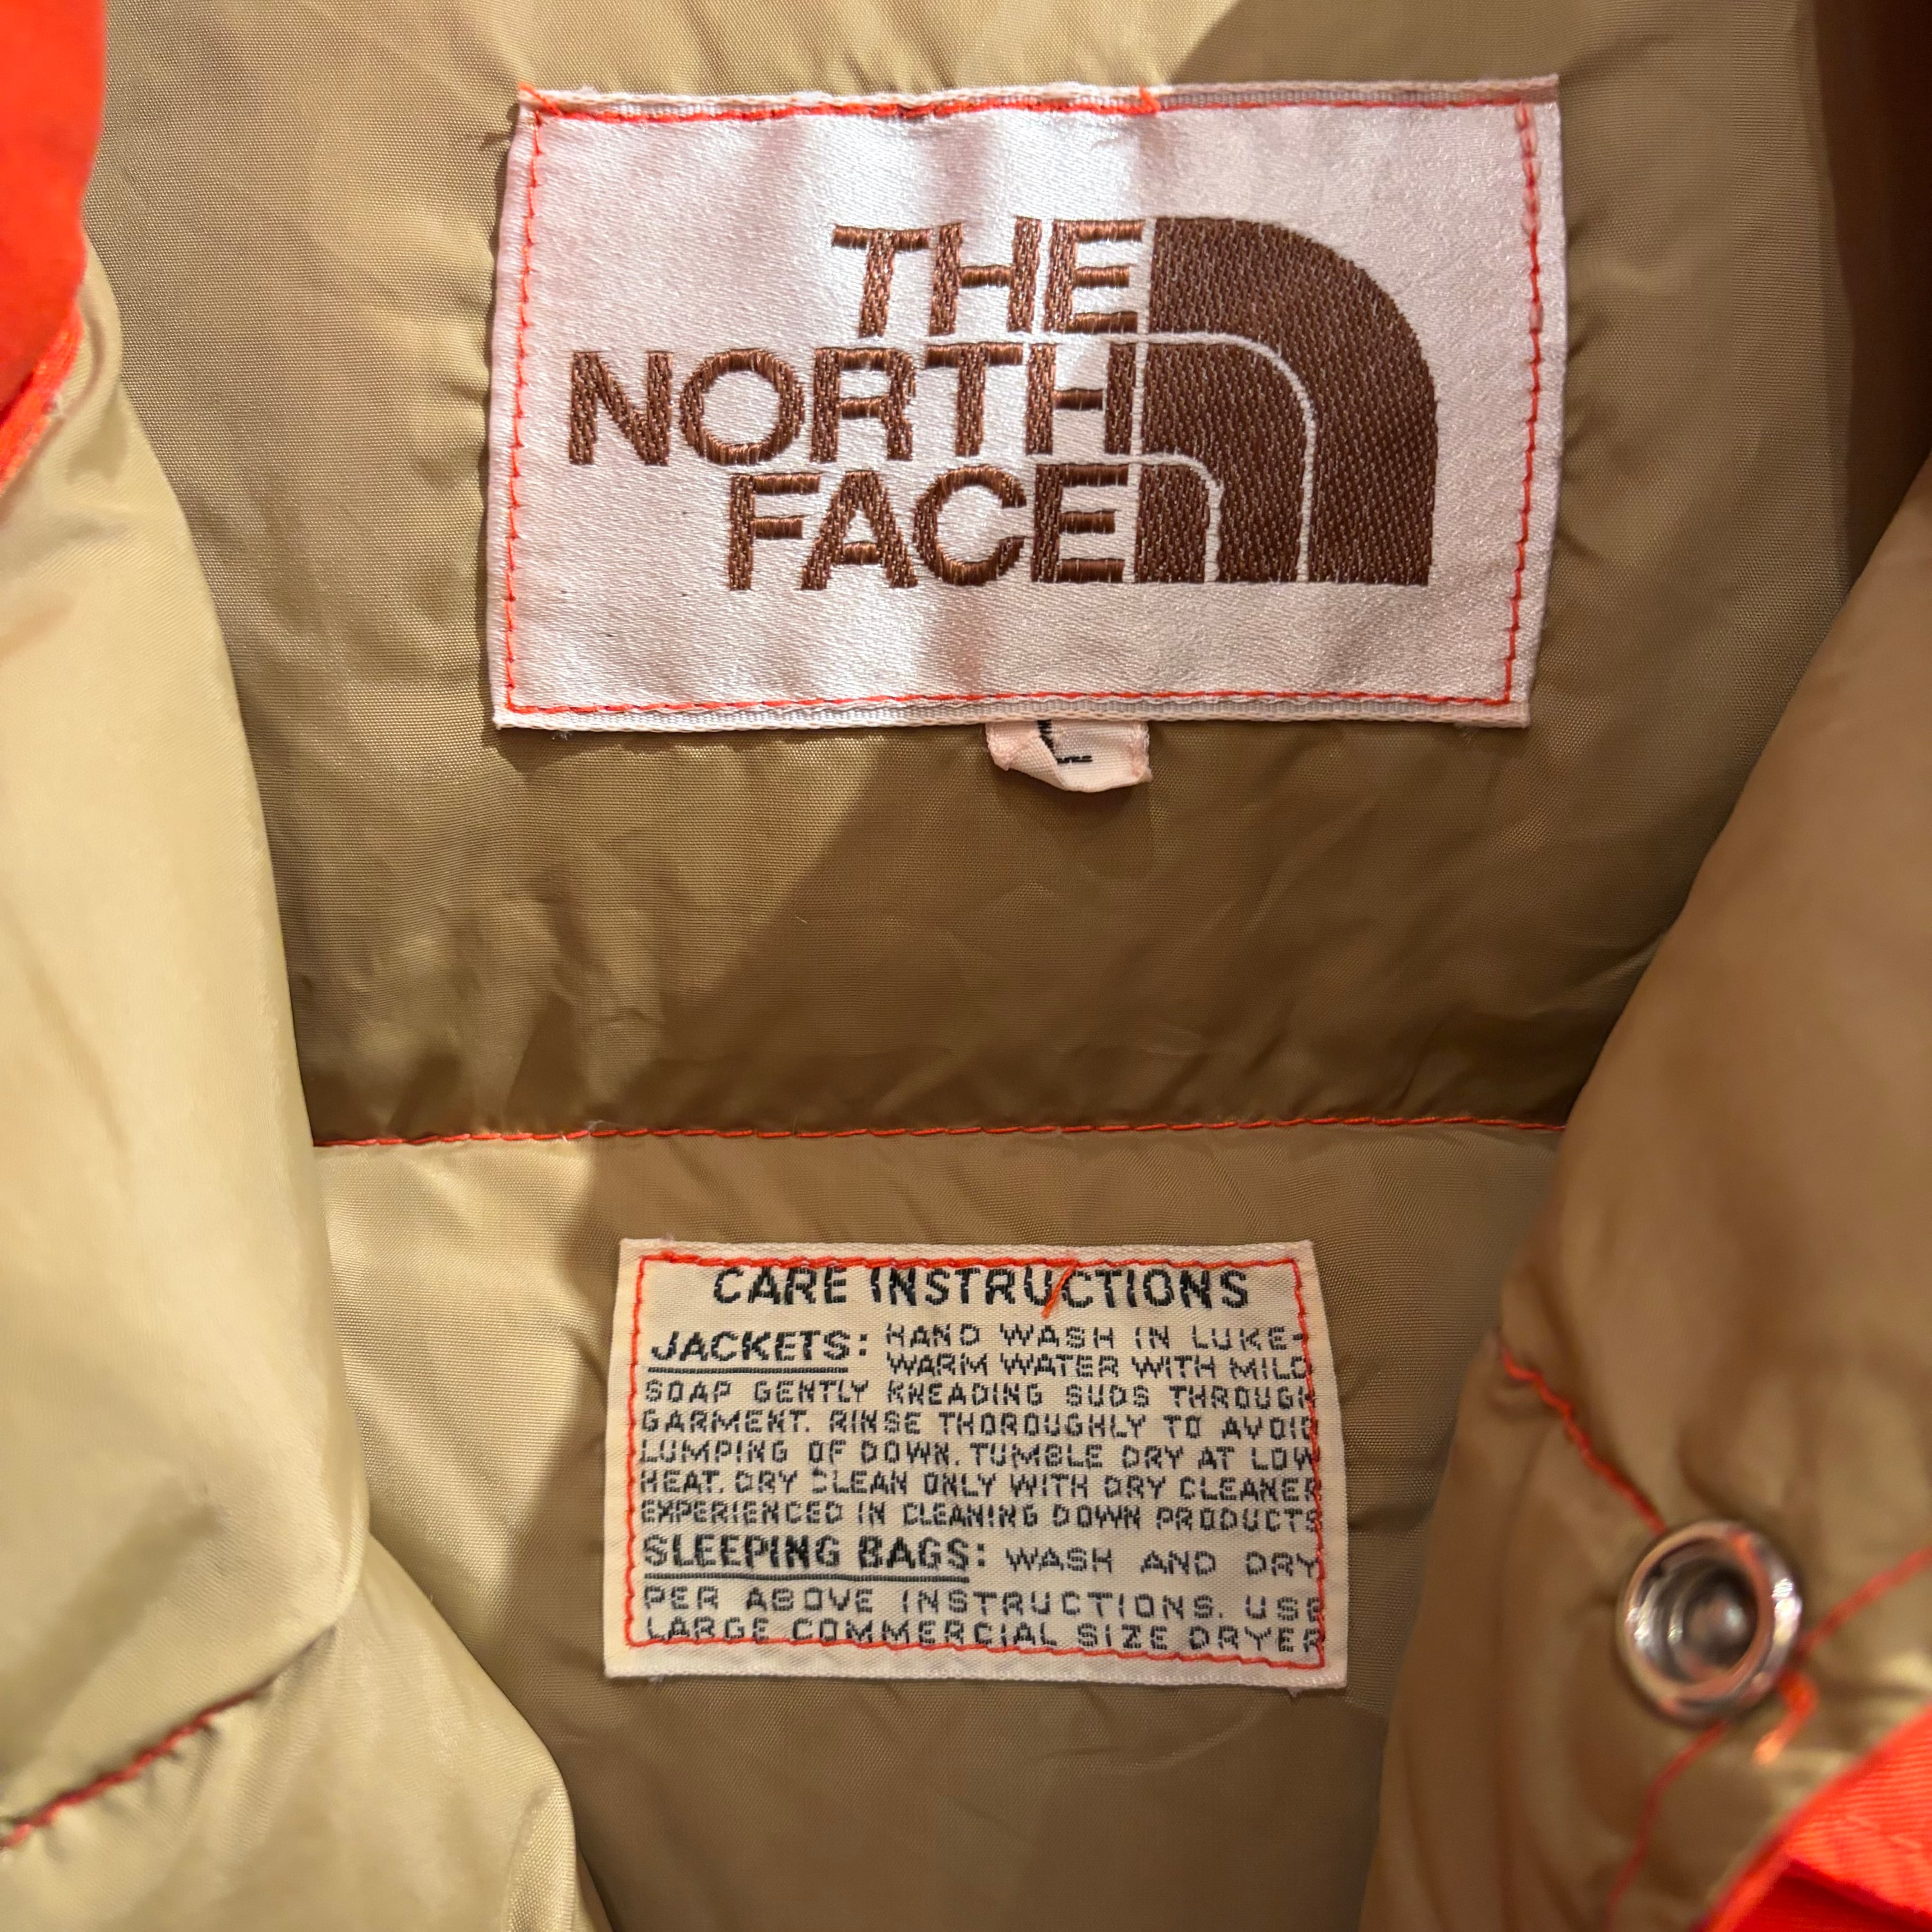 THE
NORTH
FACE
L
CARE INSTRUCTIONS
JACKETS: HAND WASH IN LUKE-
WARM WATER WITH MILD
SOAP GENTLY KNEADING SUDS THROUGH
GARMENT. RINSE THOROUGHLY TO AVOID
LUMPING OF DOWN. TUMBLE DRY AT LOW
HEAT. DRY CLEAN ONLY WITH DRY CLEANER
EXPERIENCED IN CLEANING DOWN PRODUCTS
SLEEPING BAGS: WASH AND DRY
PER ABOVE INSTRUCTIONS. USE
LARGE COMMERCIAL SIZE DRYER